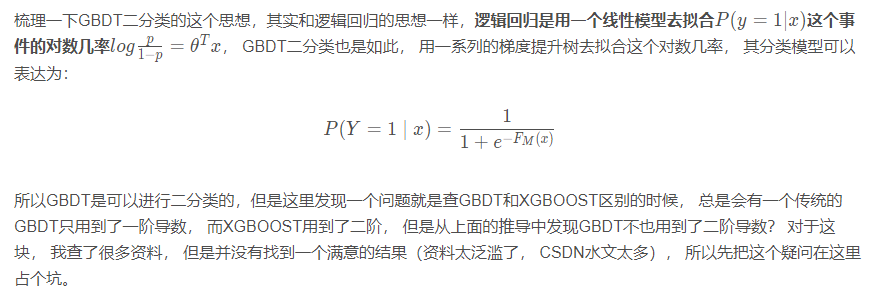 梳理一下GBDT二分类的这个思想，其实和逻辑回归的思想一样，逻辑回归是用一个线性模型去拟合P(y = 1|x)这个事
件的对数几率log p/(1−p) = θ^T x， GBDT二分类也是如此， 用一系列的梯度提升树去拟合这个对数几率， 其分类模型可以
表达为：
P(Y = 1 | x) = 1/(1 + e^{−F_M(x)})
所以GBDT是可以进行二分类的，但是这里发现一个问题就是查GBDT和XGBOOST区别的时候， 总是会有一个传统的
GBDT只用到了一阶导数， 而XGBOOST用到了二阶， 但是从上面的推导中发现GBDT不也用到了二阶导数? 对于这
块， 我查了很多资料， 但是并没有找到一个满意的结果（资料太泛滥了， CSDN水文太多）， 所以先把这个疑问在这里
占个坑。